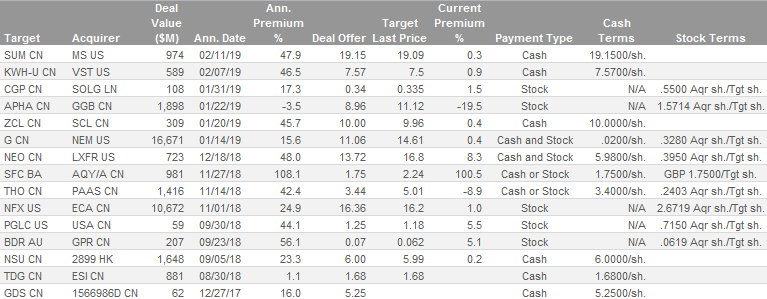 Target Acquirer Deal Value ($M) Ann. Date Ann. Premium % Deal Offer Target Last Price Current Premium % Payment Type Cash Terms Stock Terms
SUM CN MS US 974 02/11/19 47.9 19.15 19.09 0.3 Cash 19.1500/sh.
KWH-U CN VST US 589 02/07/19 46.5 7.57 7.5 0.9 Cash 7.5700/sh.
CGP CN SOLG LN 108 01/31/19 17.3 0.34 0.335 1.5 Stock N/A .5500 Aqr sh./Tgt sh.
APHA CN GGB CN 1,898 01/22/19 -3.5 8.96 11.12 -19.5 Stock N/A 1.5714 Aqr sh./Tgt sh.
ZCL CN SCL CN 309 01/20/19 45.7 10.00 9.96 0.4 Cash 10.0000/sh.
G CN NEM US 16,671 01/14/19 15.6 11.06 14.61 0.4 Cash and Stock .0200/sh. .3280 Aqr sh./Tgt sh.
NEO CN LXFR US 723 12/18/18 48.0 13.72 16.8 8.3 Cash and Stock 5.9800/sh. .3950 Aqr sh./Tgt sh.
SFC BA AQY/A CN 981 11/27/18 108.1 1.75 2.24 100.5 Cash or Stock 1.7500/sh. GBP 1.7500/Tgt sh.
THO CN PAAS CN 1,416 11/14/18 42.4 3.44 5.01 -8.9 Cash or Stock 3.4000/sh. .2403 Aqr sh./Tgt sh.
NFX US ECA CN 10,672 11/01/18 24.9 16.36 16.2 1.0 Stock N/A 2.6719 Aqr sh./Tgt sh.
PGLC US USA CN 59 09/30/18 44.1 1.25 1.18 5.5 Stock N/A .7150 Aqr sh./Tgt sh.
BDR AU GPR CN 207 09/23/18 56.1 0.07 0.062 5.1 Stock N/A .0619 Aqr sh./Tgt sh.
NSU CN 2899 HK 1,648 09/05/18 23.3 6.00 5.99 0.2 Cash 6.0000/sh.
TDG CN ESI CN 881 08/30/18 1.1 1.68 1.68 Cash 1.6800/sh.
GDS CN 1566986D CN 62 12/27/17 16.0 5.25 Cash 5.2500/sh.